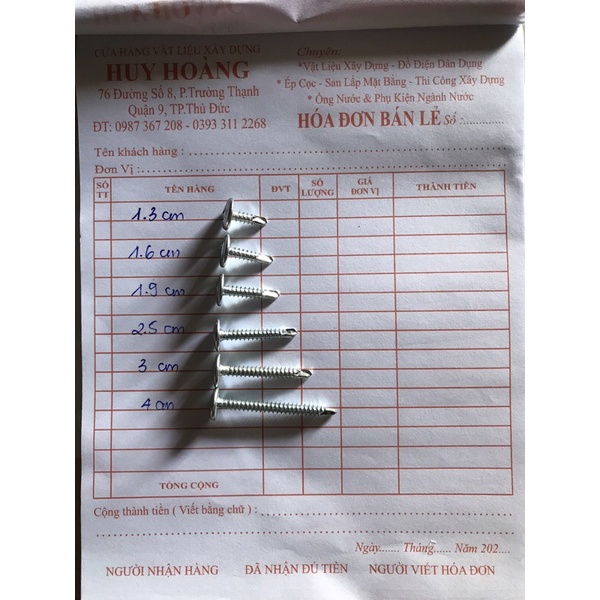 CỬA HÀNG VẬT LIỆU XÂY DỰNG
HUY HOÀNG
76 Đường Số 8, P.Trường Thạnh
Quận 9, TP.Thủ Đức
ĐT: 0987 367 208 - 0393 311 2268
Chuyên:
*Vật Liệu Xây Dựng - Đồ Điện Dân Dụng
* Ép Cọc - San Lấp Mặt Bằng - Thi Công Xây Dựng
* Ống Nước & Phụ Kiện Ngành Nước
HÓA ĐƠN BÁN LẺ Số :.............
Tên khách hàng :
Đơn Vị :
SỐ TT TÊN HÀNG ĐVT SỐ LƯỢNG GIÁ ĐƠN VỊ THÀNH TIỀN
1.3 cm
1.6 cm
1.9 cm
2.5 cm
3 cm
4 cm
TỔNG CỘNG
Cộng thành tiền ( Viết bằng chữ ) :
Ngày....... Tháng....... Năm 202....
NGƯỜI NHẬN HÀNG ĐÃ NHẬN ĐỦ TIỀN NGƯỜI VIẾT HÓA ĐƠN